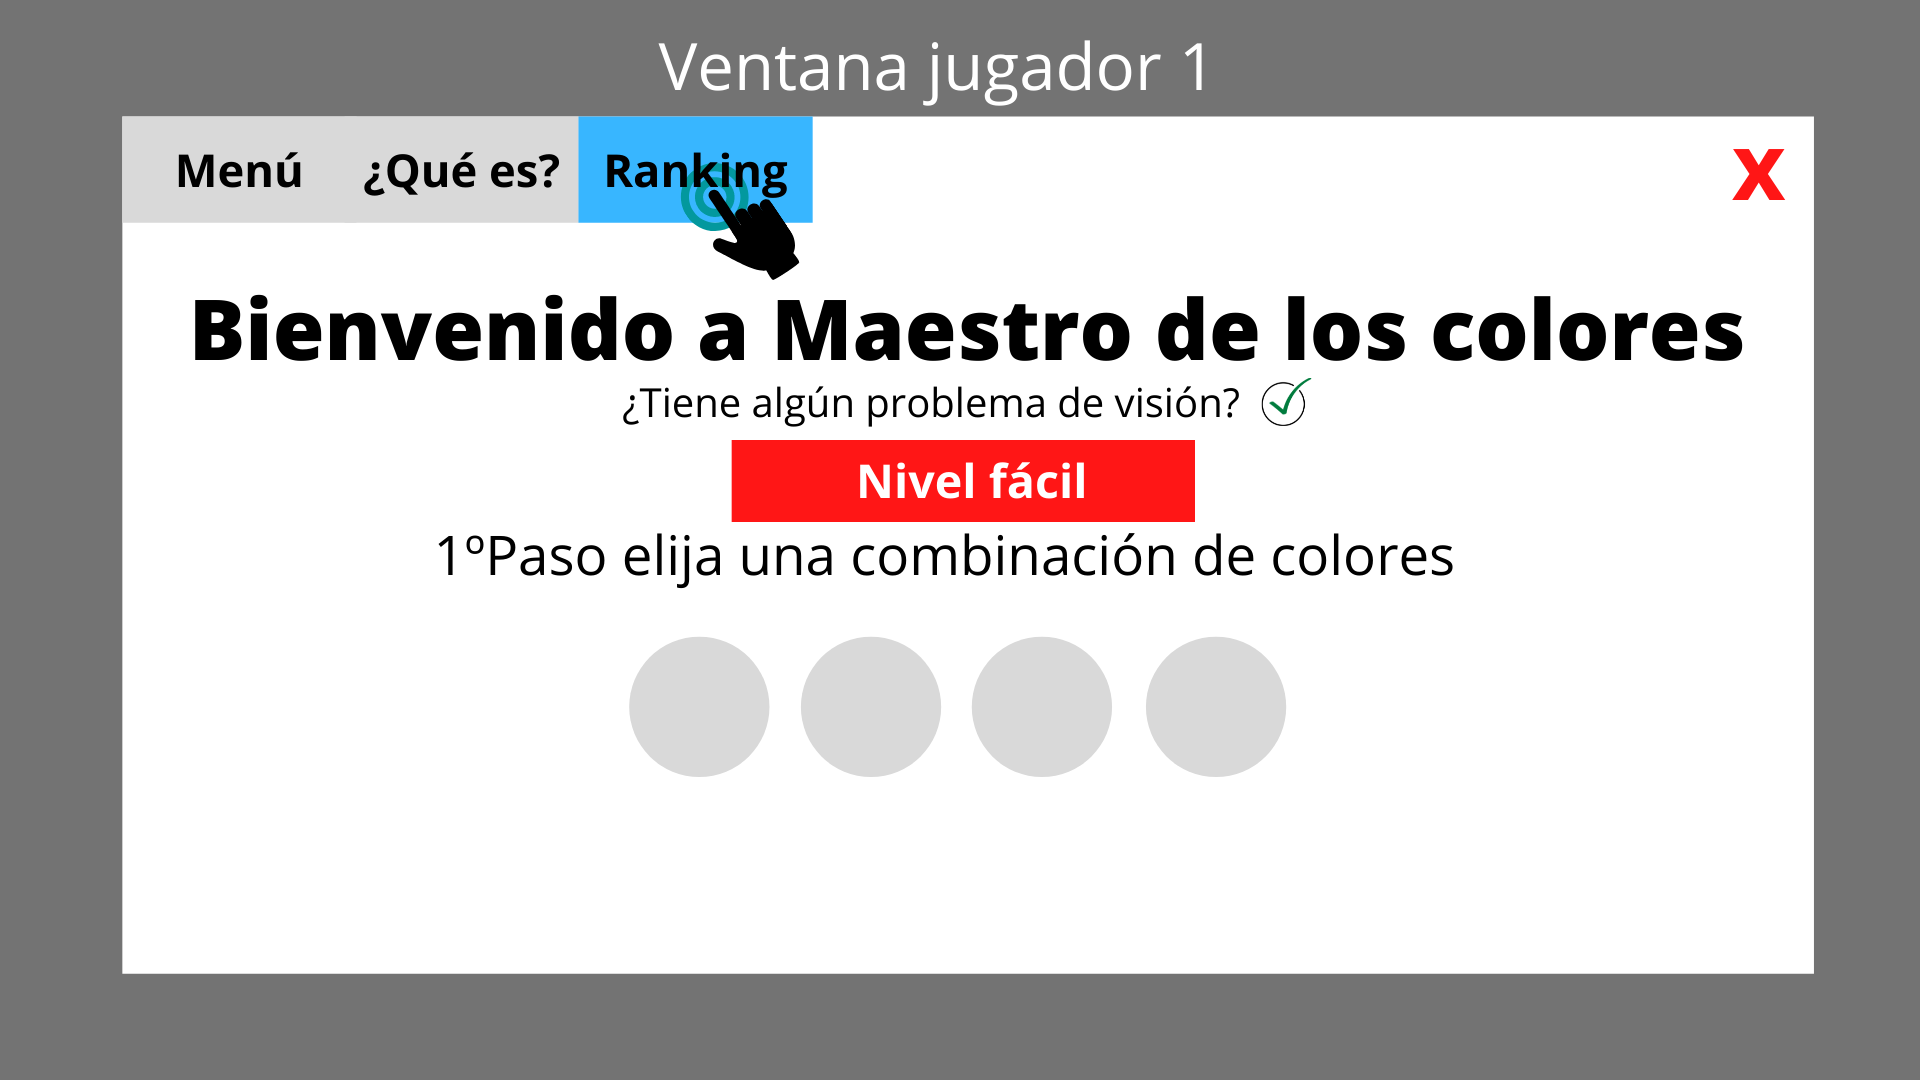 Ventana jugador 1
Menú ¿Qué es? Ranking X
Bienvenido a Maestro de los colores
¿Tiene algún problema de visión?
Nivel fácil
1ºPaso elija una combinación de colores